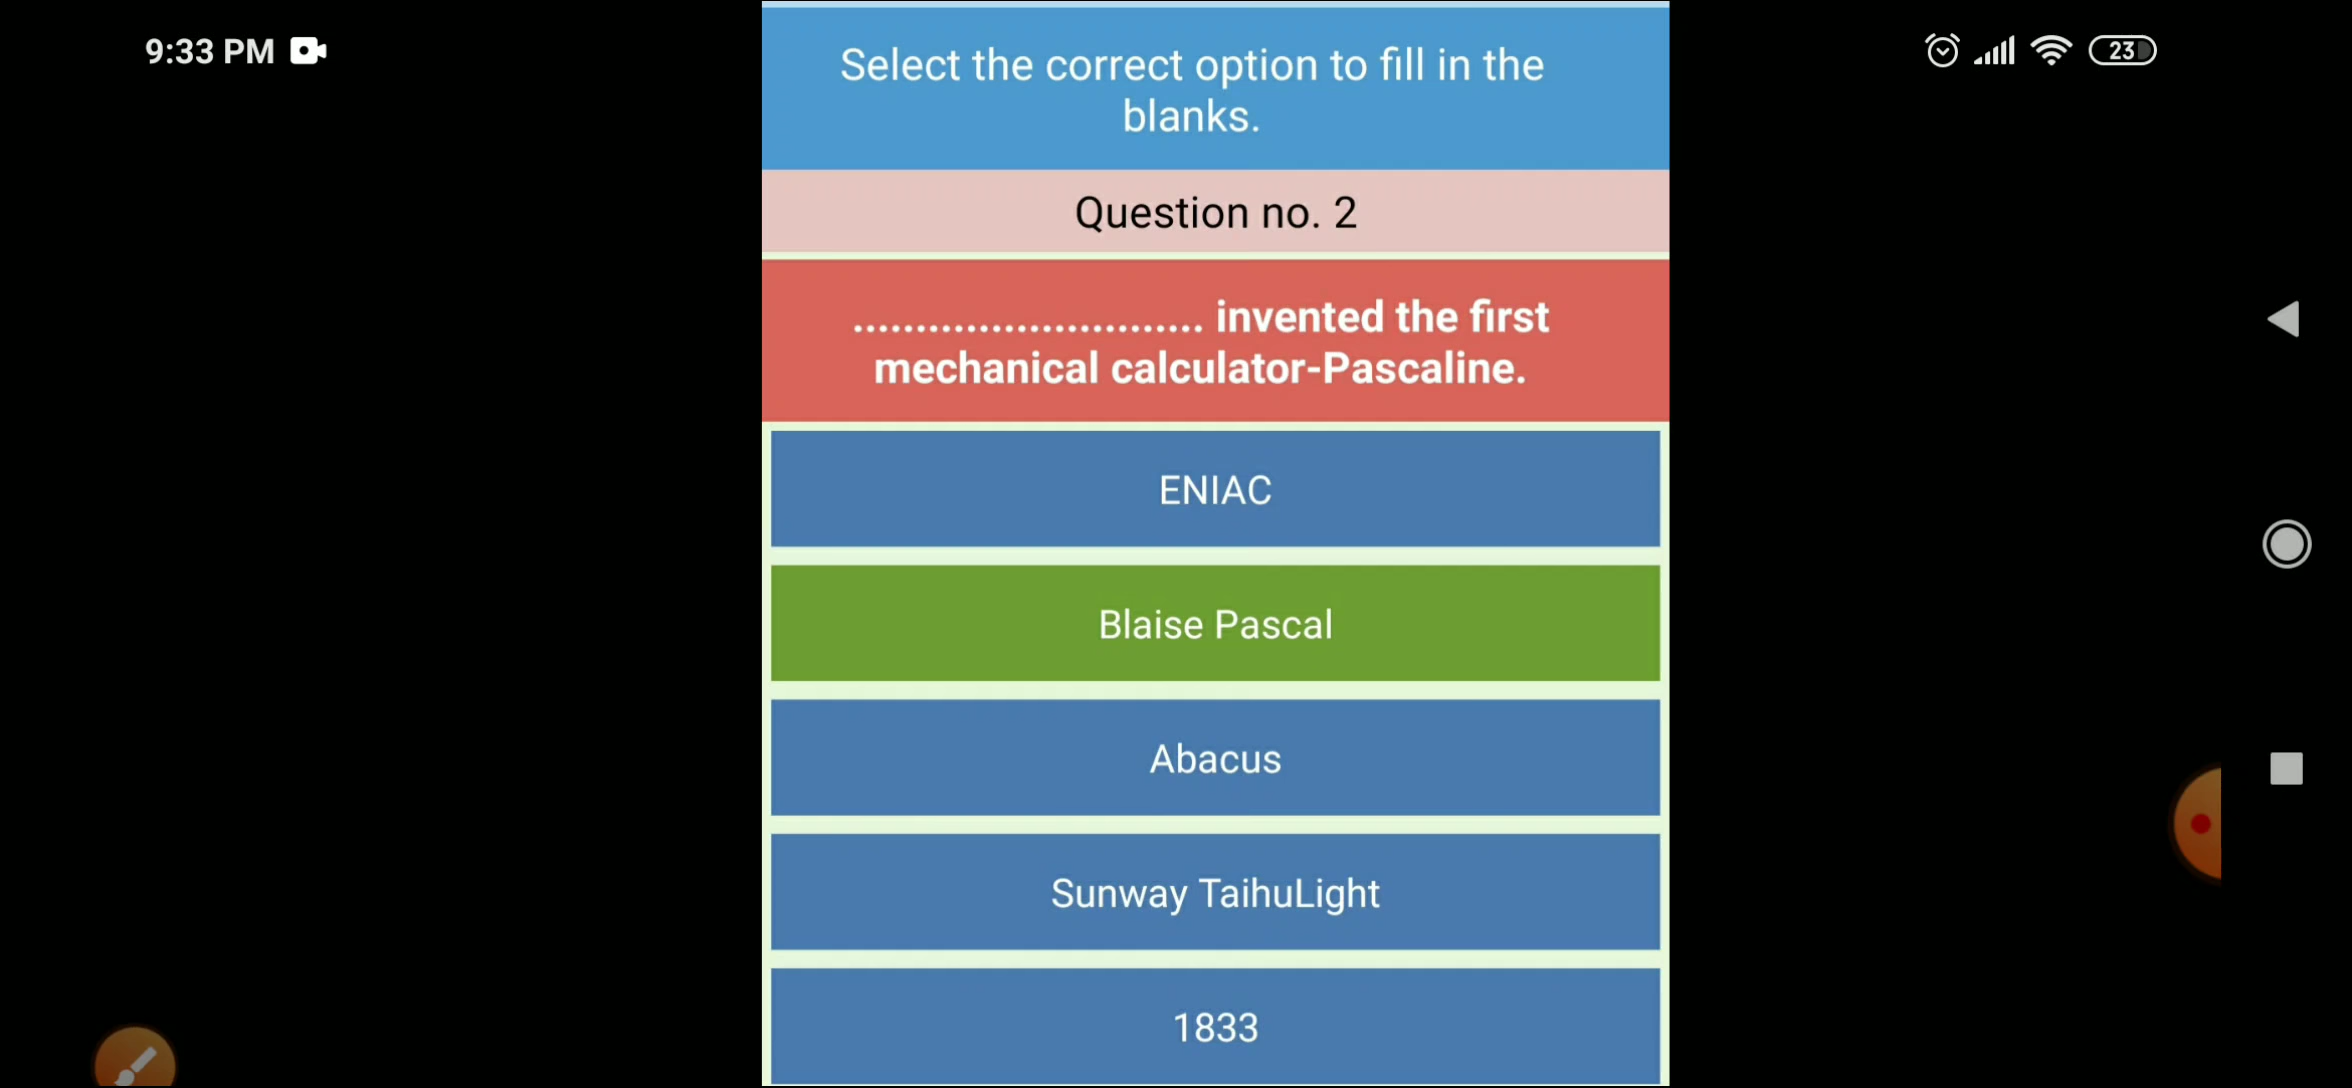 9:33 PM
23
Select the correct option to fill in the
blanks.
Question no. 2
............................ invented the first
mechanical calculator-Pascaline.
ENIAC
Blaise Pascal
Abacus
Sunway TaihuLight
1833